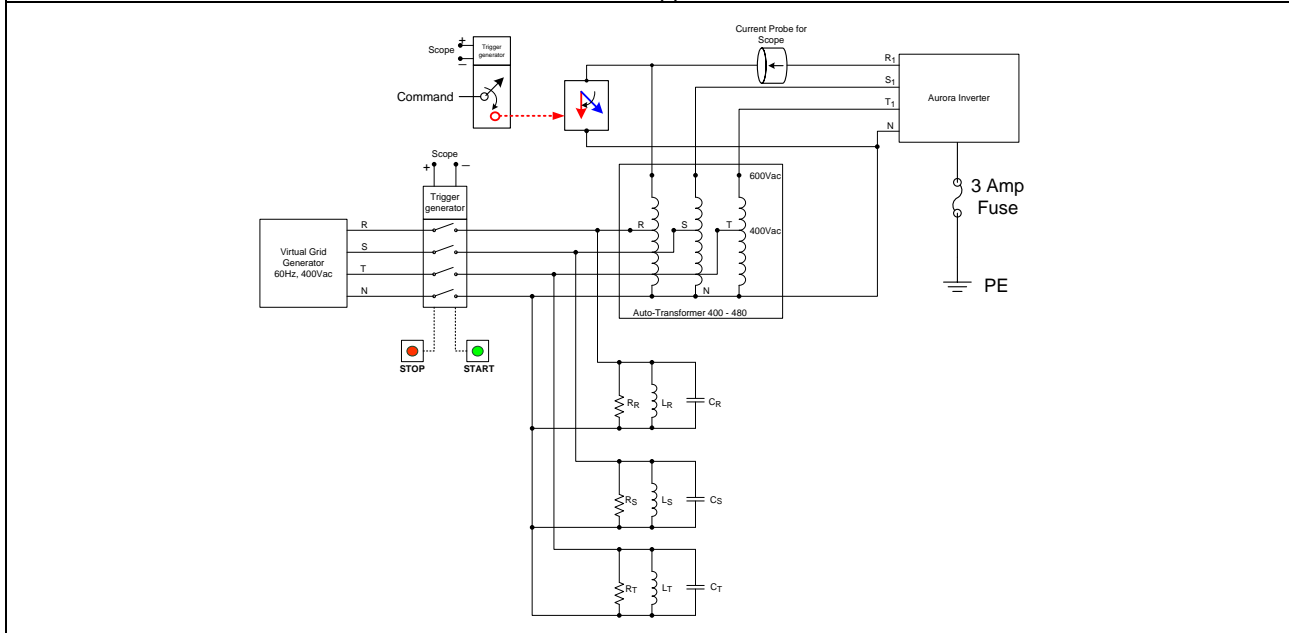 Current Probe for
Scope
Scope
+
−
Trigger
generator
Command
R1
S1
T1
N
Aurora Inverter
3 Amp
Fuse
PE
Scope
+
−
Trigger
generator
Virtual Grid
Generator
60Hz, 400Vac
R
S
T
N
STOP
START
600Vac
R
S
T
400Vac
N
Auto-Transformer 400 - 480
RR
LR
CR
RS
LS
CS
RT
LT
CT